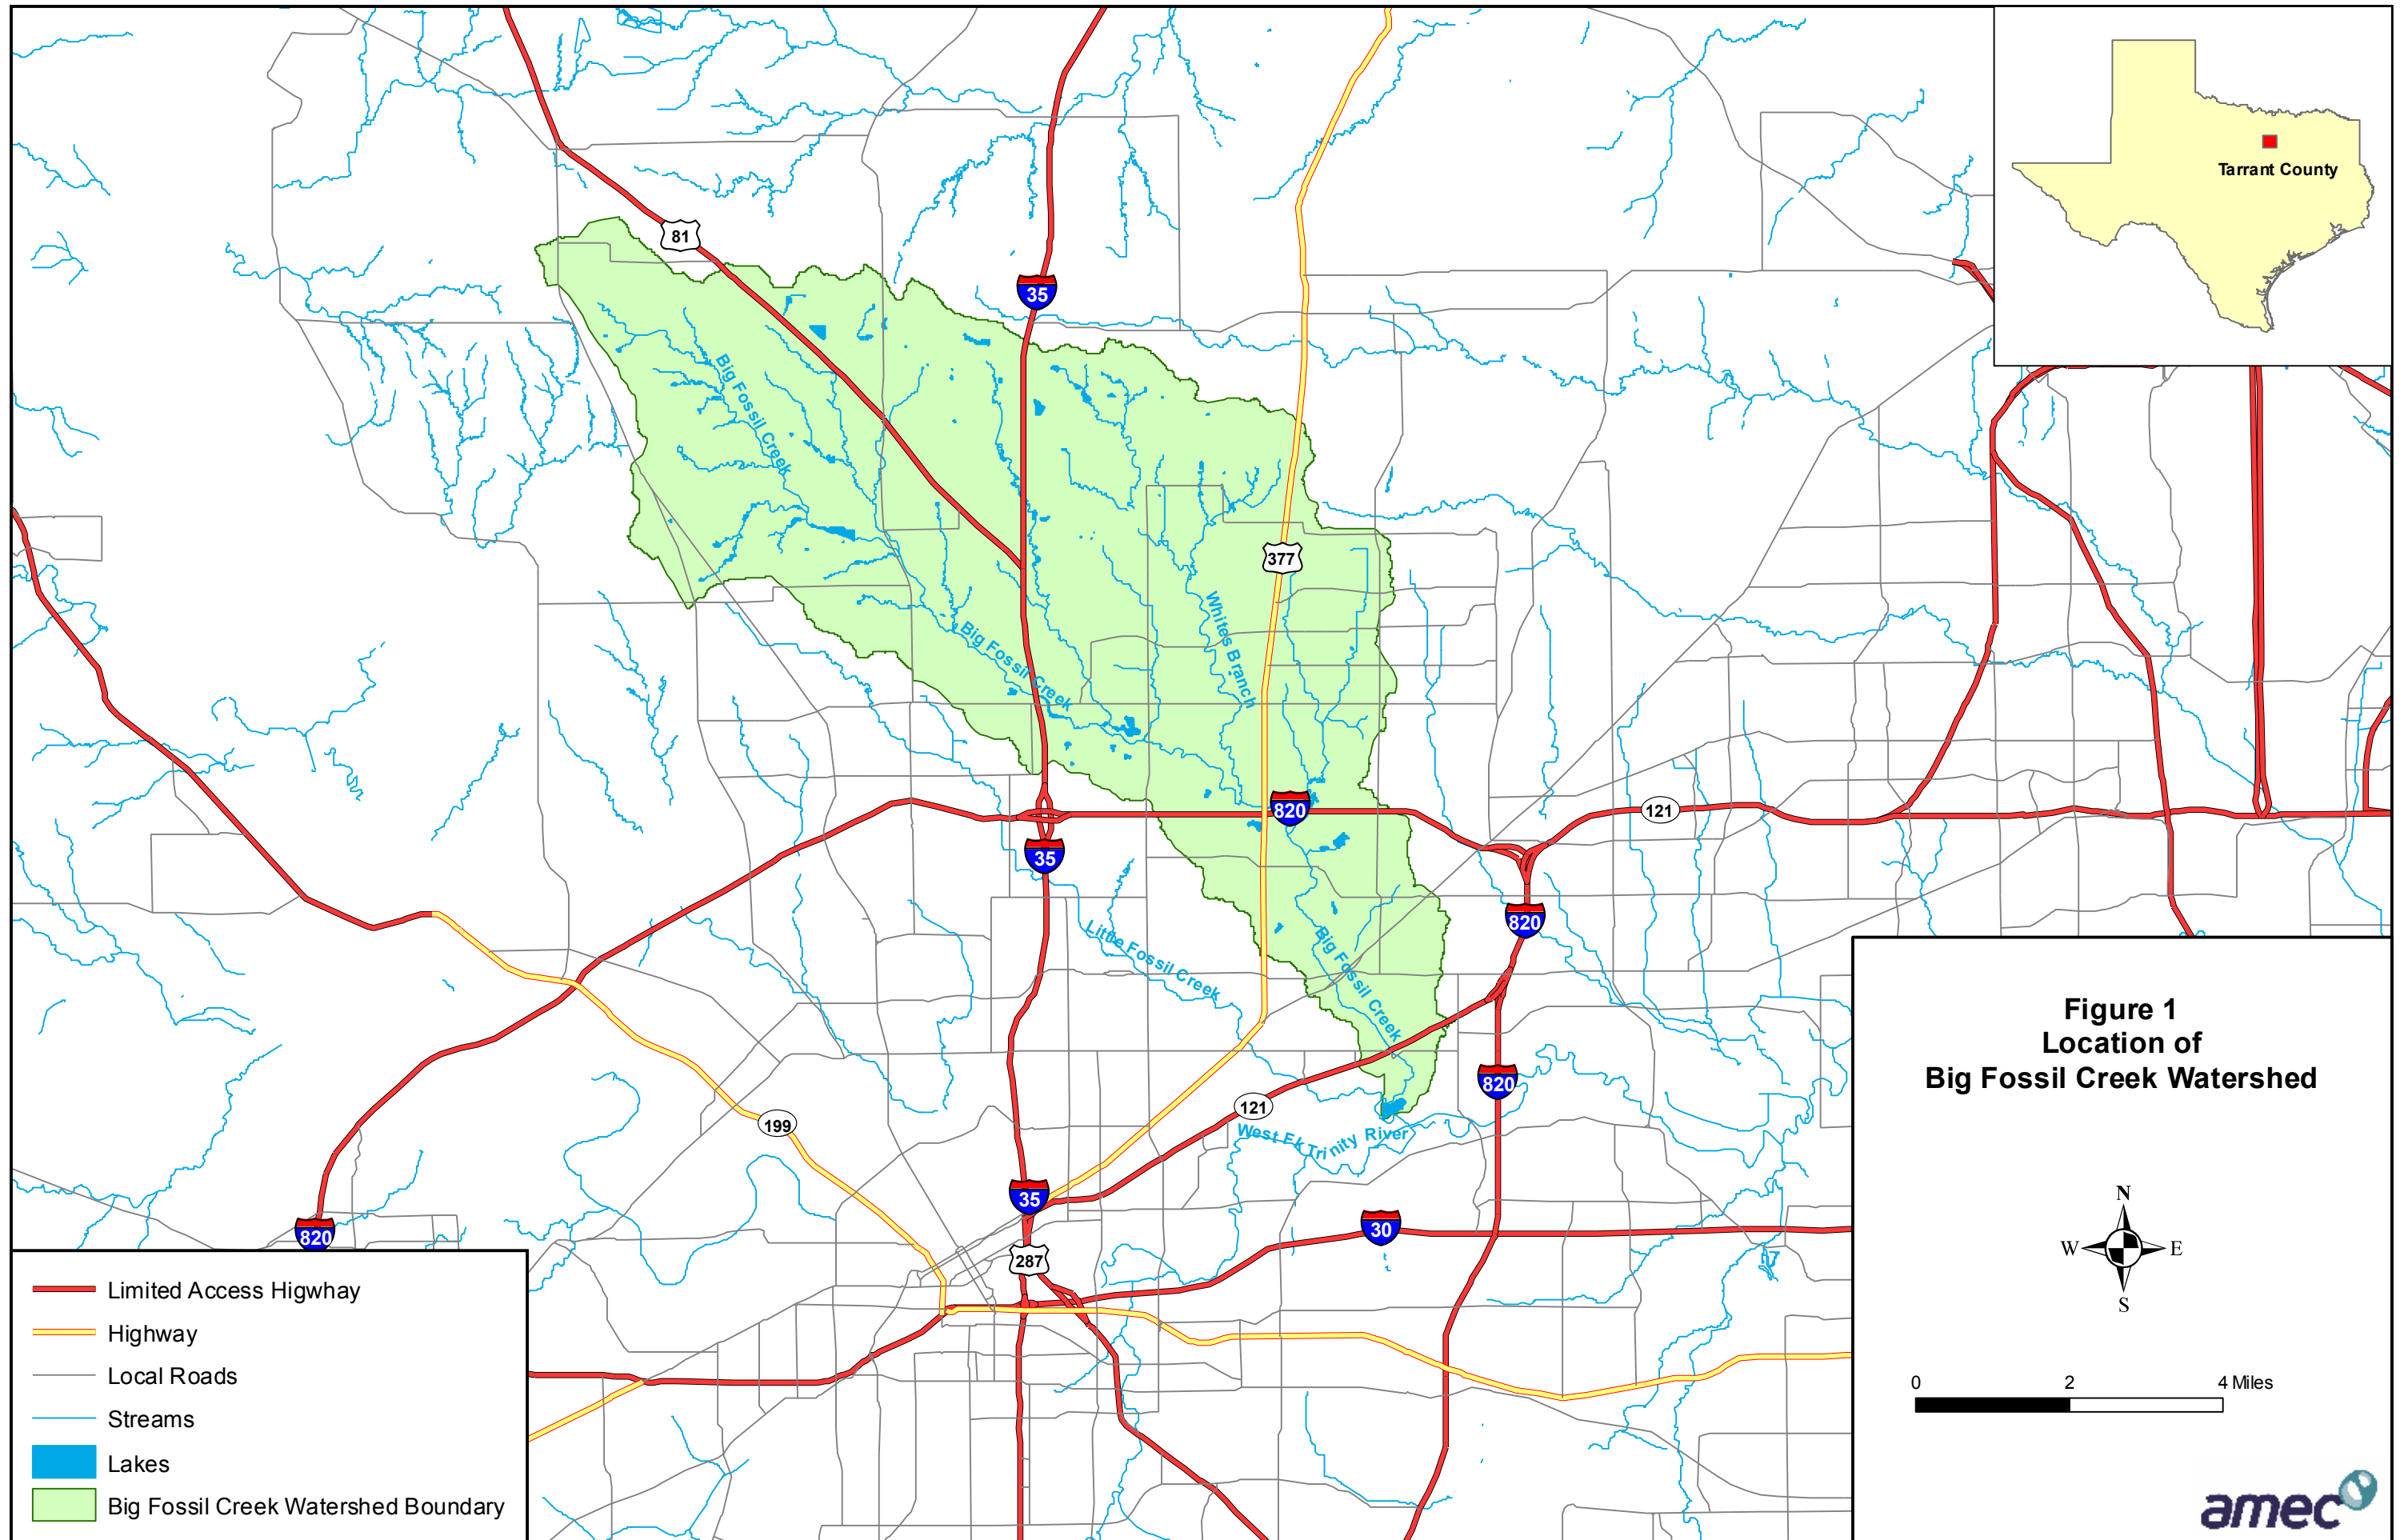 Tarrant County
81
35
Big Fossil Creek
377
Whites Branch
Big Fossil Creek
820
121
35
820
Little Fossil Creek
Big Fossil Creek
820
121
199
West Fk Trinity River
35
820
30
287
Figure 1
Location of
Big Fossil Creek Watershed
N
W E
S
0 2 4 Miles
amec
Limited Access Higwhay
Highway
Local Roads
Streams
Lakes
Big Fossil Creek Watershed Boundary